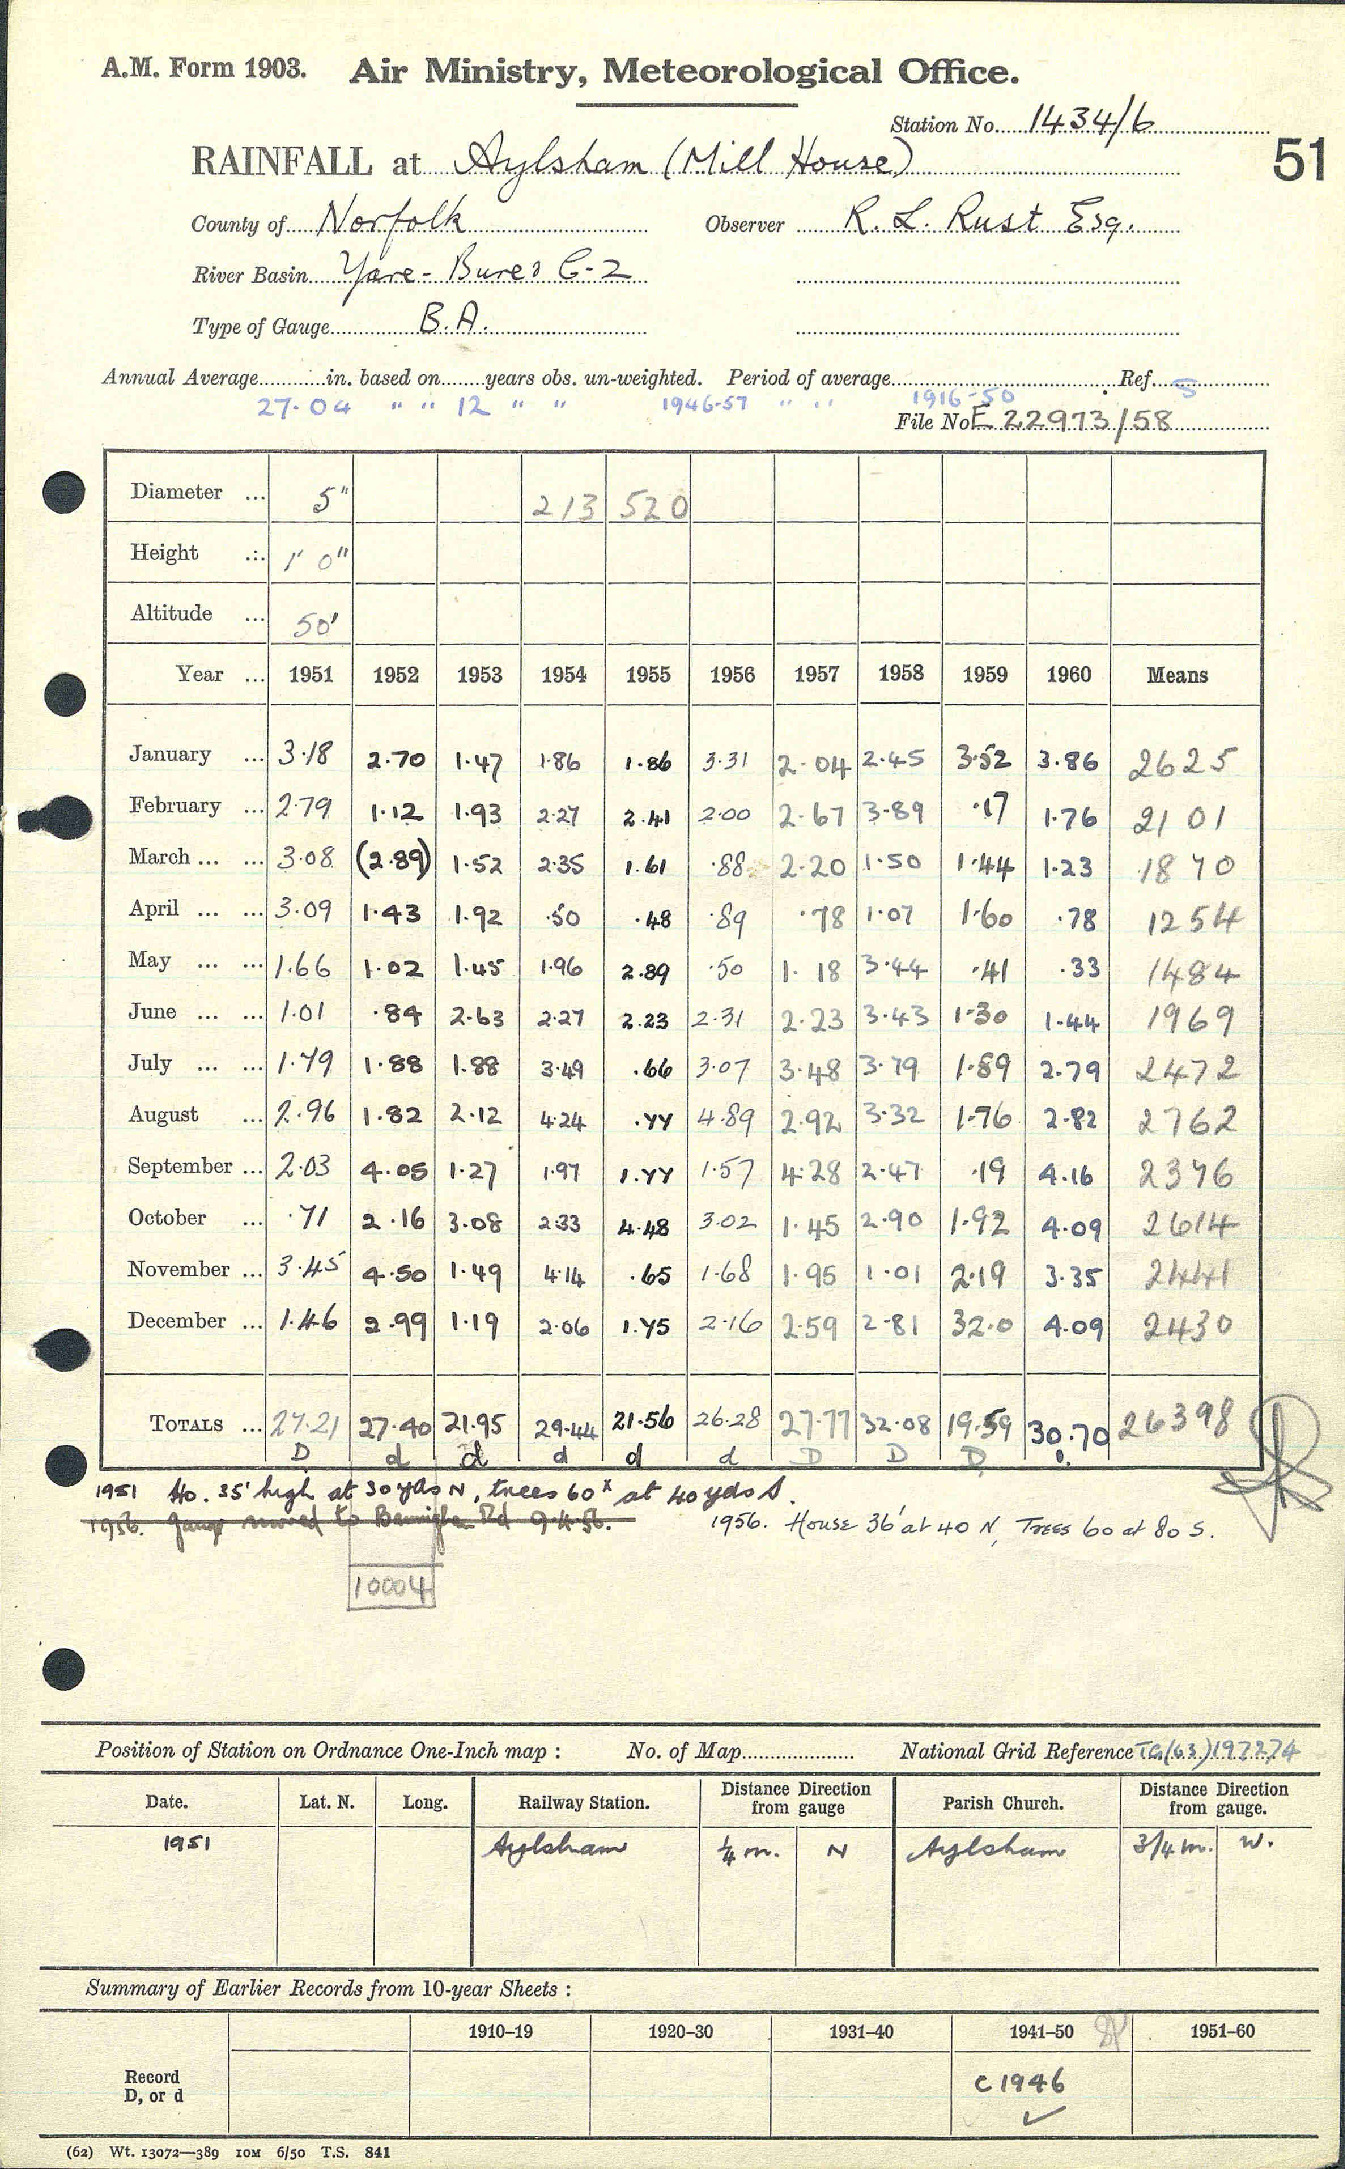 A.M. Form 1903. Air Ministry, Meteorological Office.
Station No. 1434/6
RAINFALL at Aylsham (Mill House) 51
County of Norfolk Observer R. L. Rust Esq.
River Basin Yare - Bure 6-2
Type of Gauge B.A.
Annual Average in. based on years obs. un-weighted. Period of average Ref. S
27.04 " " 12 " " 1946-57 " " 1916-50
File No E 22973/58
Diameter ... 5" 213 520
Height ... 1' 0"
Altitude ... 50'
Year ... 1951 1952 1953 1954 1955 1956 1957 1958 1959 1960 Means
January ... 3.18 2.70 1.47 1.86 1.86 3.31 2.04 2.45 3.52 3.86 2625
February ... 2.79 1.12 1.93 2.27 2.41 2.00 2.67 3.89 .17 1.76 2101
March ... ... 3.08 (2.89) 1.52 2.35 1.61 .88 2.20 1.50 1.44 1.23 1870
April ... ... 3.09 1.43 1.92 .50 .48 .89 .78 1.07 1.60 .78 1254
May ... ... 1.66 1.02 1.45 1.96 2.89 .50 1.18 3.44 .41 .33 1484
June ... ... 1.01 .84 2.63 2.27 2.23 2.31 2.23 3.43 1.30 1.44 1969
July ... ... 1.79 1.88 1.88 3.49 .66 3.07 3.48 3.79 1.89 2.79 2472
August ... 2.96 1.82 2.12 4.24 .77 4.89 2.92 3.32 1.76 2.82 2762
September ... 2.03 4.05 1.27 1.97 1.77 1.57 4.28 2.47 .19 4.16 2376
October ... .71 2.16 3.08 2.33 4.48 3.02 1.45 2.90 1.92 4.09 2614
November ... 3.45 4.50 1.49 4.14 .65 1.68 1.95 1.01 2.19 3.35 2441
December ... 1.46 2.99 1.19 2.06 1.75 2.16 2.59 2.81 32.0 4.09 2430
TOTALS ... 27.21 27.40 21.95 29.44 21.56 26.28 27.77 32.08 19.59 30.70 26398
D d d d d d D D D
1951 Ho. 35' high at 30 yds N, trees 60x at 40 yds S.
1956. Gauge moved to Rd 9.4.56. 1956. House 36' at 40 N, Trees 60 at 80 S.
10004
Position of Station on Ordnance One-Inch map : No. of Map National Grid Reference TG(63)197274
Date. Lat. N. Long. Railway Station. Distance Direction from gauge Parish Church. Distance Direction from gauge.
1951 Aylsham ¼ m. N Aylsham 3/4 m. W.
Summary of Earlier Records from 10-year Sheets :
1910–19 1920–30 1931–40 1941–50 1951–60
Record
D, or d
C 1946
(62) Wt. 13072—389 10M 6/50 T.S. 841